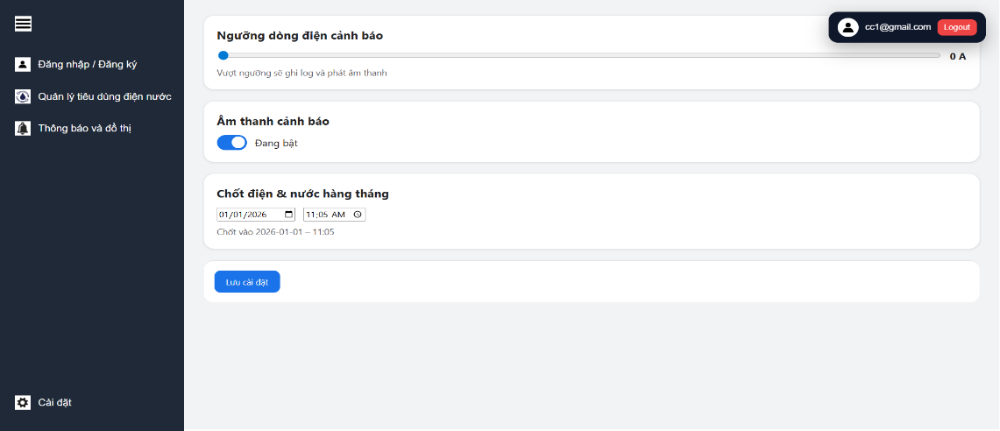 Đăng nhập / Đăng ký
Quản lý tiêu dùng điện nước
Thông báo và đồ thị
Cài đặt
cc1@gmail.com
Logout
Ngưỡng dòng điện cảnh báo
0 A
Vượt ngưỡng sẽ ghi log và phát âm thanh
Âm thanh cảnh báo
Đang bật
Chốt điện & nước hàng tháng
01/01/2026 11:05 AM
Chốt vào 2026-01-01 – 11:05
Lưu cài đặt